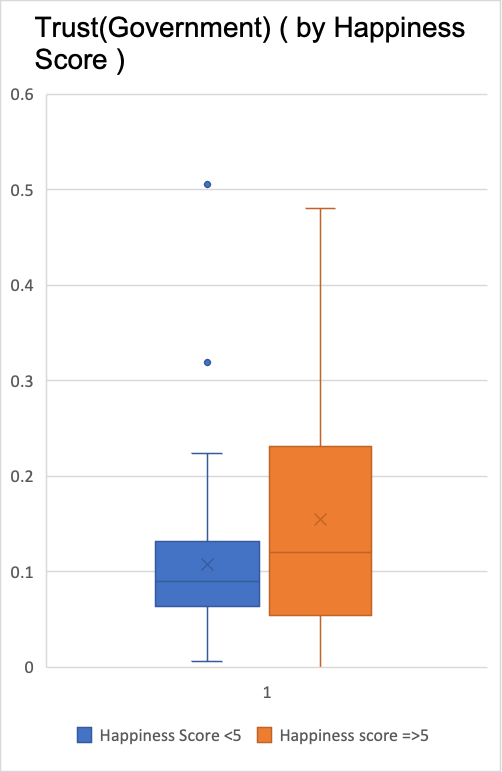 Trust(Government) ( by Happiness
Score )
0.6
0.5
0.4
0.3
0.2
0.1
0
1
Happiness Score <5
Happiness score =>5